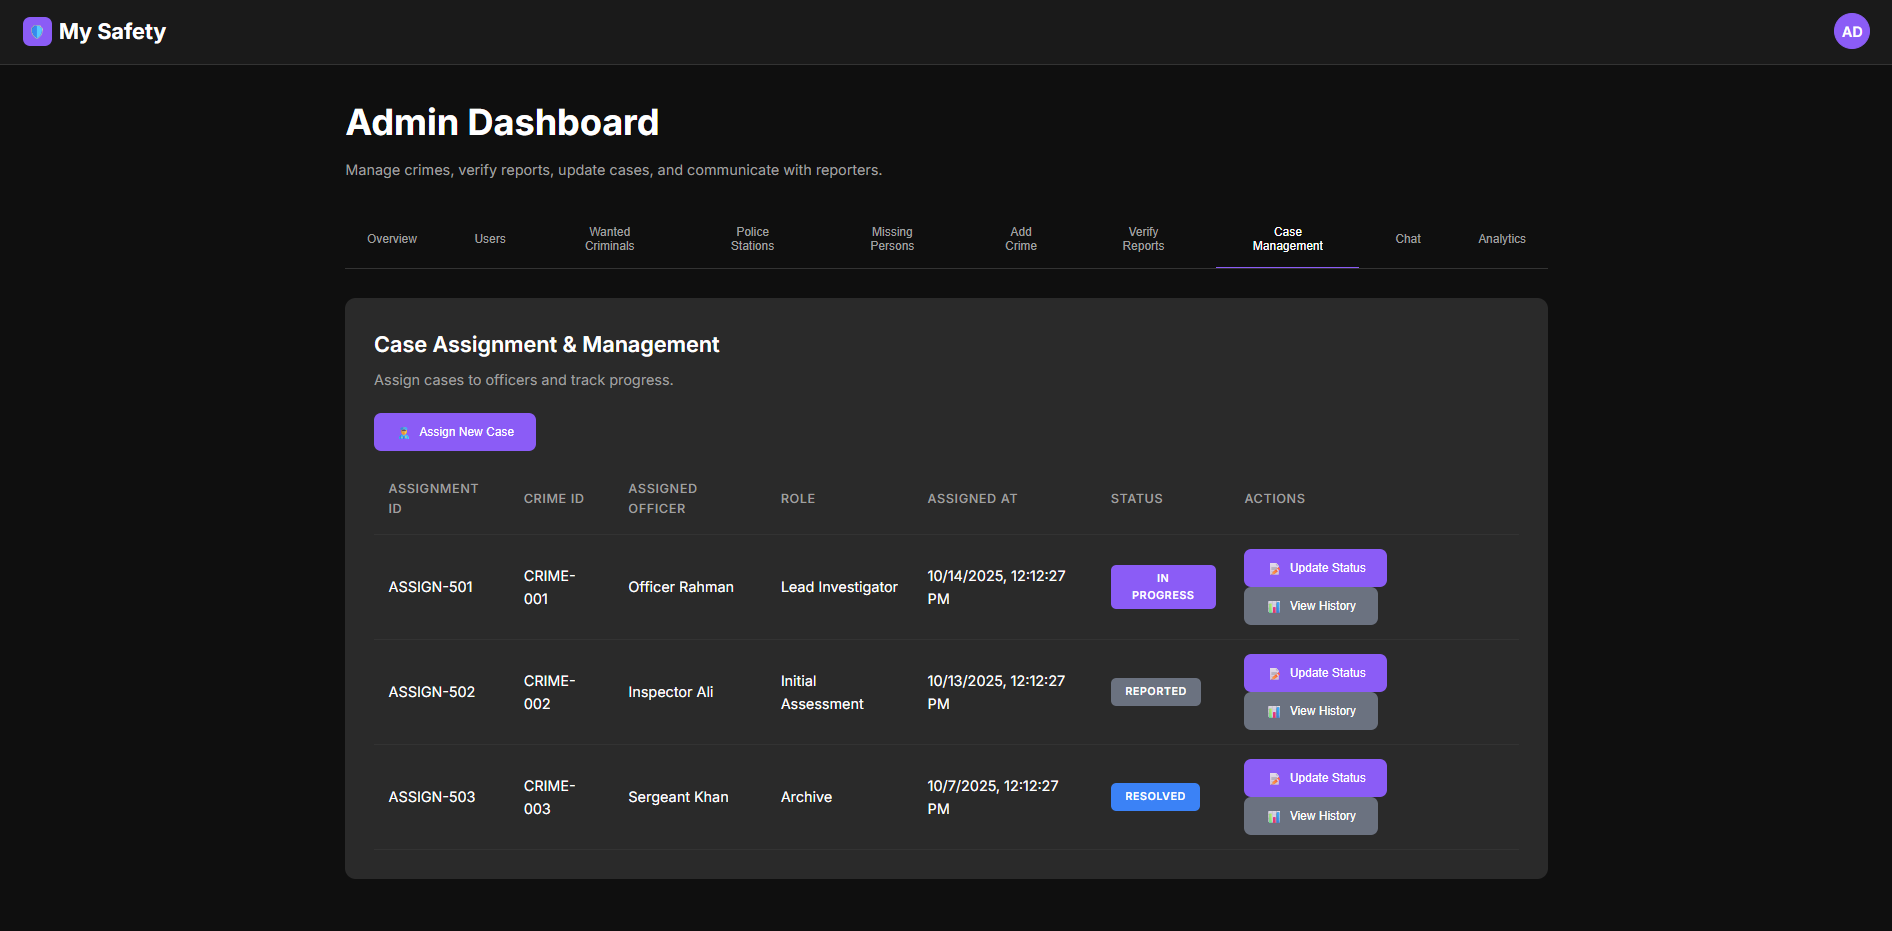 My Safety
AD
Admin Dashboard
Manage crimes, verify reports, update cases, and communicate with reporters.
Overview
Users
Wanted
Criminals
Police
Stations
Missing
Persons
Add
Crime
Verify
Reports
Case
Management
Chat
Analytics
Case Assignment & Management
Assign cases to officers and track progress.
Assign New Case
ASSIGNMENT
ID
CRIME ID
ASSIGNED
OFFICER
ROLE
ASSIGNED AT
STATUS
ACTIONS
ASSIGN-501
CRIME-
001
Officer Rahman
Lead Investigator
10/14/2025, 12:12:27
PM
IN
PROGRESS
Update Status
View History
ASSIGN-502
CRIME-
002
Inspector Ali
Initial
Assessment
10/13/2025, 12:12:27
PM
REPORTED
Update Status
View History
ASSIGN-503
CRIME-
003
Sergeant Khan
Archive
10/7/2025, 12:12:27
PM
RESOLVED
Update Status
View History